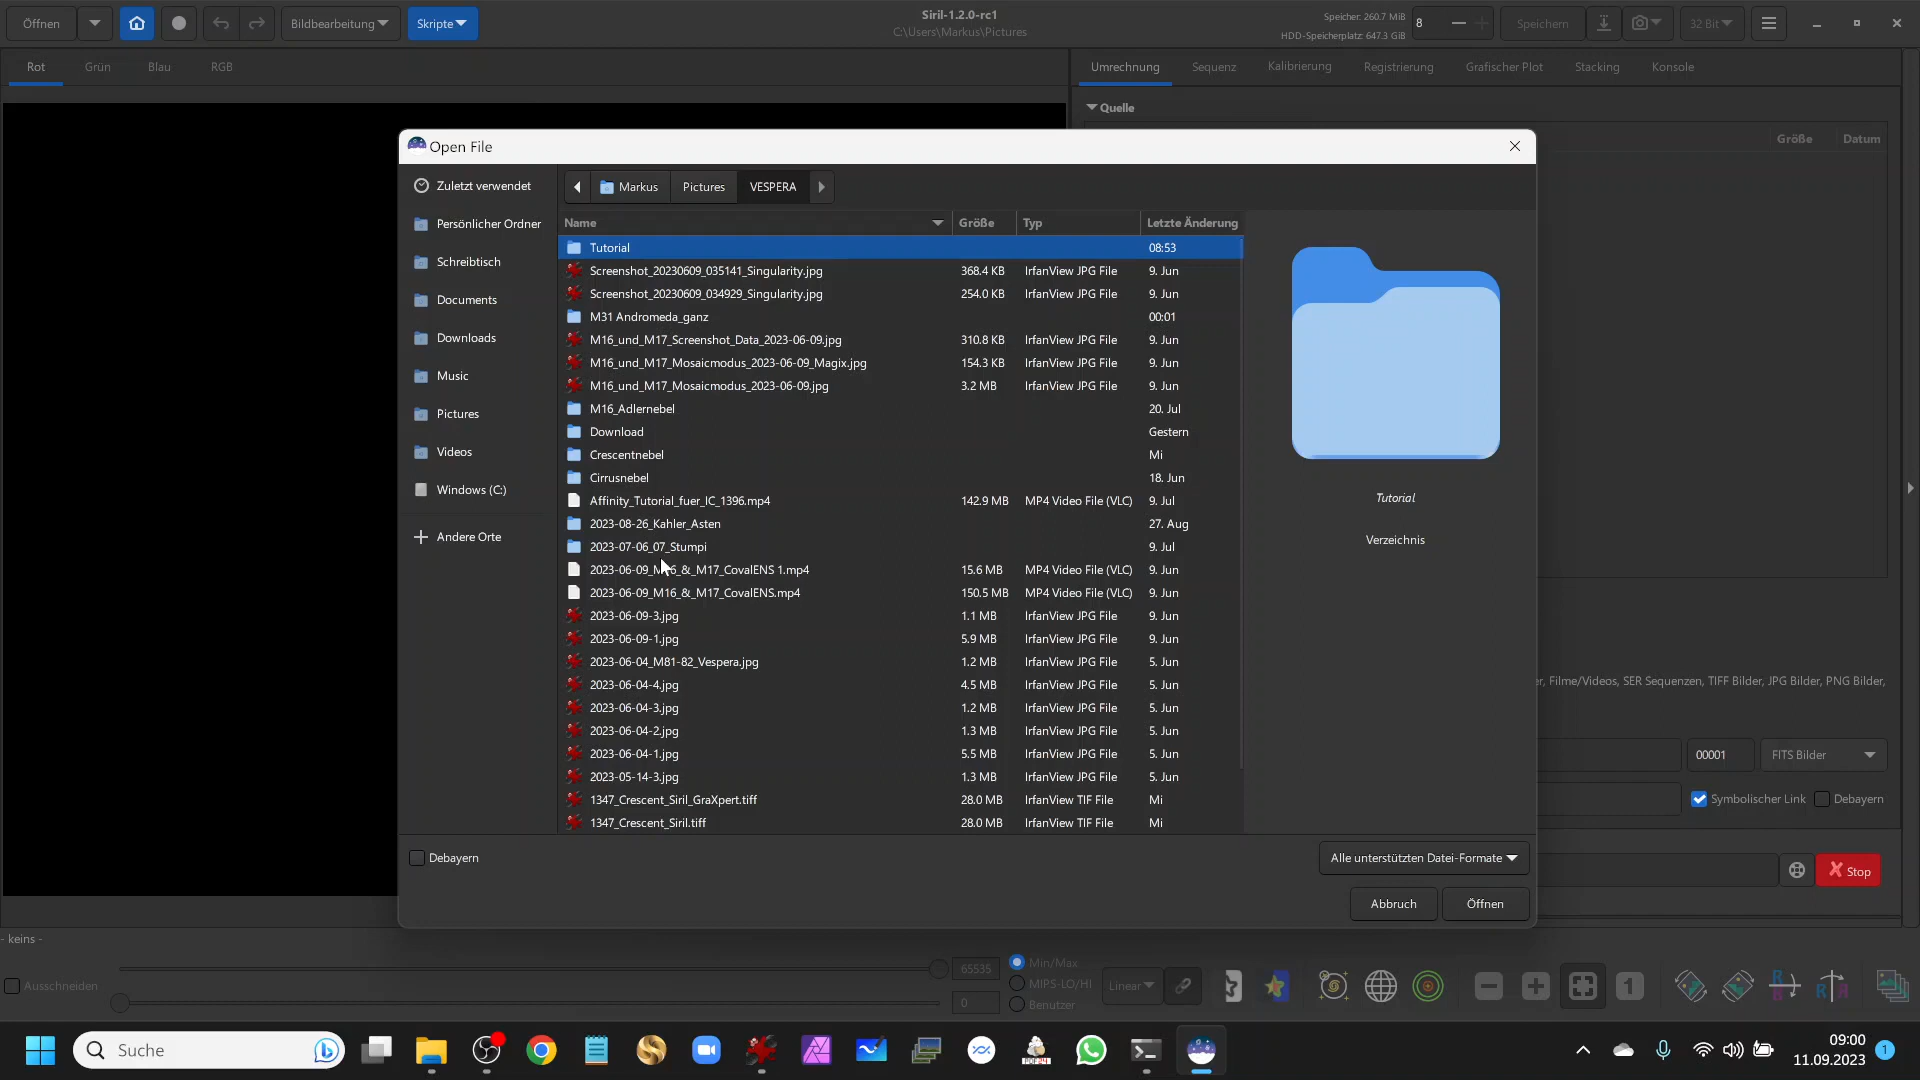 Öffnen
Bildbearbeitung
Skripte
Siril-1.2.0-rc1
C:\Users\Markus\Pictures
Speicher: 260.7 MiB
HDD-Speicherplatz: 647.3 GiB
8
Speichern
32 Bit
Rot Grün Blau RGB
Umrechnung Sequenz Kalibrierung Registrierung Grafischer Plot Stacking Konsole
Quelle
Größe Datum
Open File
Zuletzt verwendet
Persönlicher Ordner
Schreibtisch
Documents
Downloads
Music
Pictures
Videos
Windows (C:)
Andere Orte
Markus Pictures VESPERA
Name Größe Typ Letzte Änderung
Tutorial 08:53
Screenshot_20230609_035141_Singularity.jpg 368.4 KB IrfanView JPG File 9. Jun
Screenshot_20230609_034929_Singularity.jpg 254.0 KB IrfanView JPG File 9. Jun
M31 Andromeda_ganz 00:01
M16_und_M17_Screenshot_Data_2023-06-09.jpg 310.8 KB IrfanView JPG File 9. Jun
M16_und_M17_Mosaicmodus_2023-06-09_Magix.jpg 154.3 KB IrfanView JPG File 9. Jun
M16_und_M17_Mosaicmodus_2023-06-09.jpg 3.2 MB IrfanView JPG File 9. Jun
M16_Adlernebel 20. Jul
Download Gestern
Crescentnebel Mi
Cirrusnebel 18. Jun
Affinity_Tutorial_fuer_IC_1396.mp4 142.9 MB MP4 Video File (VLC) 9. Jul
2023-08-26_Kahler_Asten 27. Aug
2023-07-06_07_Stumpi 9. Jul
2023-06-09_M16_&_M17_CovalENS 1.mp4 15.6 MB MP4 Video File (VLC) 9. Jun
2023-06-09_M16_&_M17_CovalENS.mp4 150.5 MB MP4 Video File (VLC) 9. Jun
2023-06-09-3.jpg 1.1 MB IrfanView JPG File 9. Jun
2023-06-09-1.jpg 5.9 MB IrfanView JPG File 9. Jun
2023-06-04_M81-82_Vespera.jpg 1.2 MB IrfanView JPG File 5. Jun
2023-06-04-4.jpg 4.5 MB IrfanView JPG File 5. Jun
2023-06-04-3.jpg 1.2 MB IrfanView JPG File 5. Jun
2023-06-04-2.jpg 1.3 MB IrfanView JPG File 5. Jun
2023-06-04-1.jpg 5.5 MB IrfanView JPG File 5. Jun
2023-05-14-3.jpg 1.3 MB IrfanView JPG File 5. Jun
1347_Crescent_Siril_GraXpert.tiff 28.0 MB IrfanView TIF File Mi
1347_Crescent_Siril.tiff 28.0 MB IrfanView TIF File Mi
Tutorial
Verzeichnis
Debayern
Alle unterstützten Datei-Formate
Abbruch Öffnen
Filme/Videos, SER Sequenzen, TIFF Bilder, JPG Bilder, PNG Bilder,
00001 FITS Bilder
Symbolischer Link Debayern
Stop
- keins -
Ausschneiden
65535
0
Min/Max
MIPS-LO/HI
Benutzer
Linear
1
Suche
PDF24
09:00
11.09.2023
1